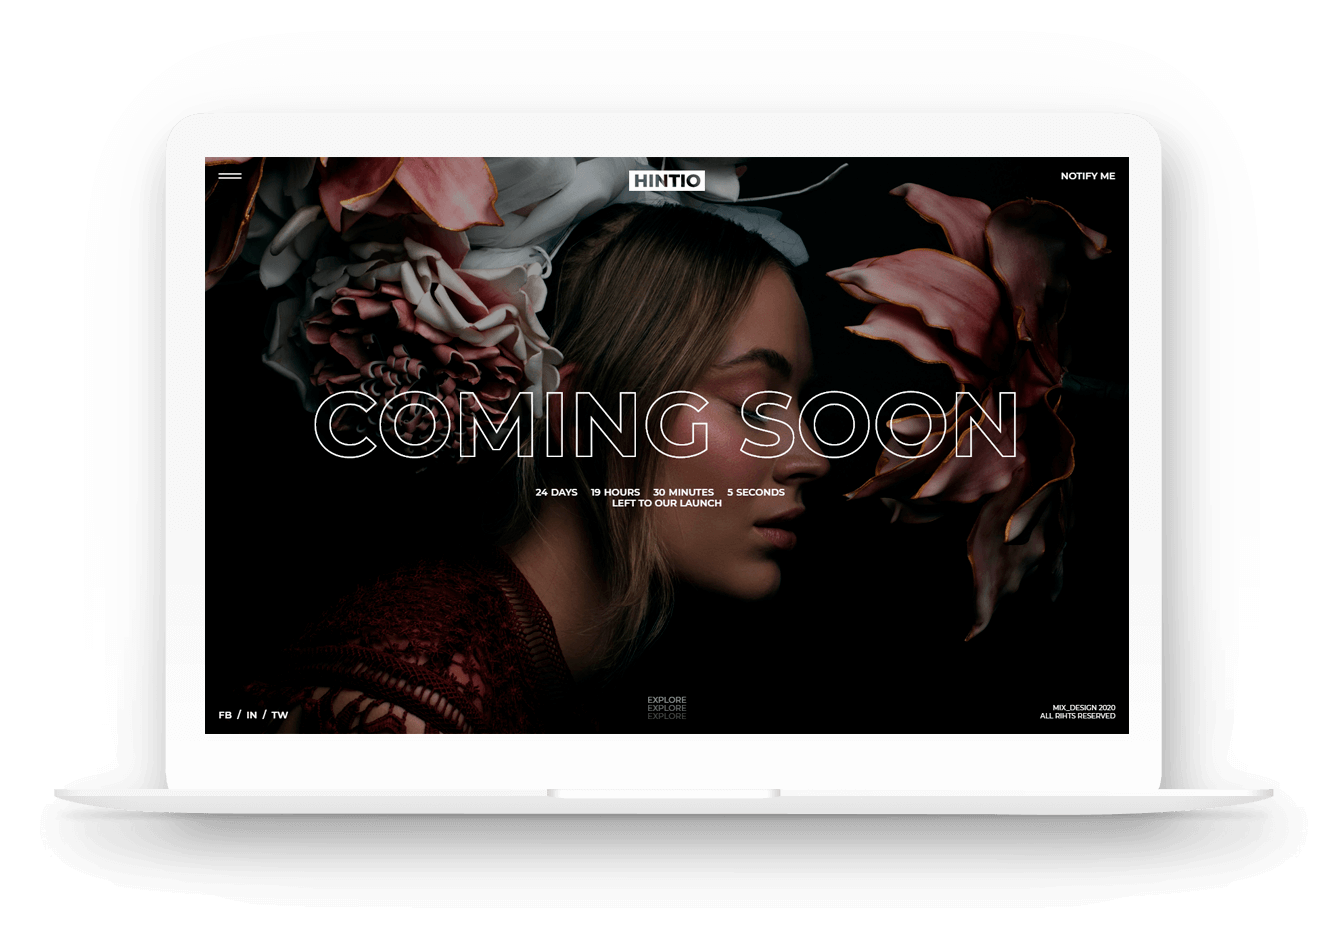 HINTIO
NOTIFY ME
COMING SOON
24 DAYS 19 HOURS 30 MINUTES 5 SECONDS
LEFT TO OUR LAUNCH
EXPLORE
EXPLORE
EXPLORE
FB / IN / TW
MIX_DESIGN 2020
ALL RIHTS RESERVED